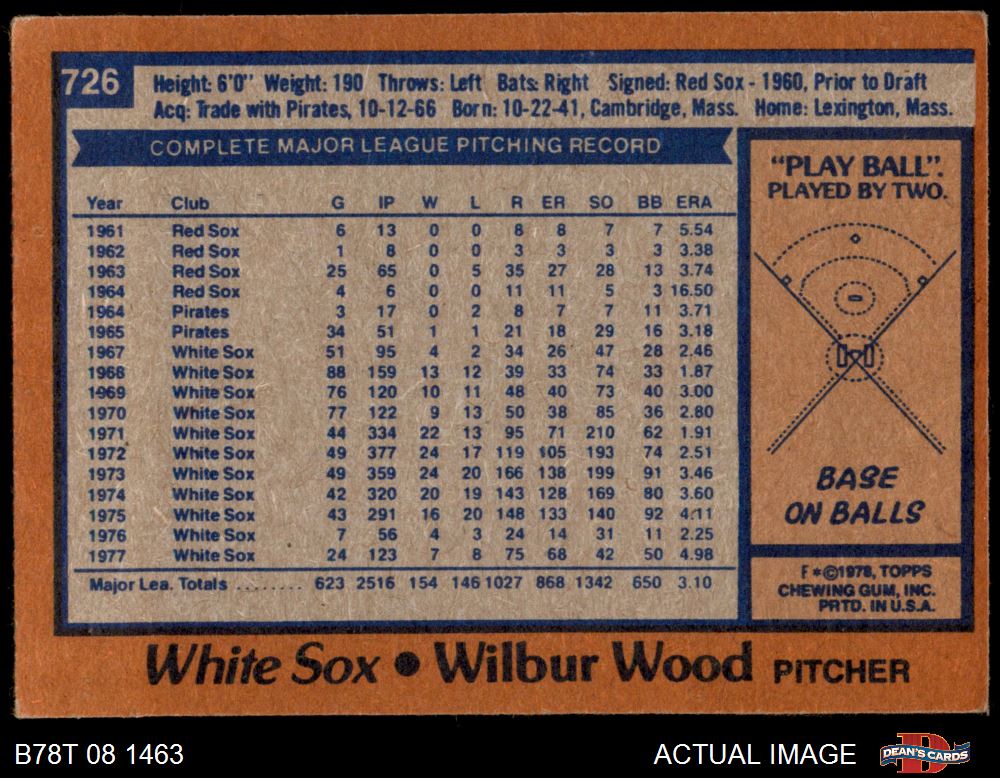 726
Height: 6'0" Weight: 190 Throws: Left Bats: Right Signed: Red Sox - 1960, Prior to Draft
Acq: Trade with Pirates, 10-12-66 Born: 10-22-41, Cambridge, Mass. Home: Lexington, Mass.
COMPLETE MAJOR LEAGUE PITCHING RECORD
Year Club G IP W L R ER SO BB ERA
1961 Red Sox 6 13 0 0 8 8 7 7 5.54
1962 Red Sox 1 8 0 0 3 3 3 3 3.38
1963 Red Sox 25 65 0 5 35 27 28 13 3.74
1964 Red Sox 4 6 0 0 11 11 5 3 16.50
1964 Pirates 3 17 0 2 8 7 7 11 3.71
1965 Pirates 34 51 1 1 21 18 29 16 3.18
1967 White Sox 51 95 4 2 34 26 47 28 2.46
1968 White Sox 88 159 13 12 39 33 74 33 1.87
1969 White Sox 76 120 10 11 48 40 73 40 3.00
1970 White Sox 77 122 9 13 50 38 85 36 2.80
1971 White Sox 44 334 22 13 95 71 210 62 1.91
1972 White Sox 49 377 24 17 119 105 193 74 2.51
1973 White Sox 49 359 24 20 166 138 199 91 3.46
1974 White Sox 42 320 20 19 143 128 169 80 3.60
1975 White Sox 43 291 16 20 148 133 140 92 4.11
1976 White Sox 7 56 4 3 24 14 31 11 2.25
1977 White Sox 24 123 7 8 75 68 42 50 4.98
Major Lea. Totals ........ 623 2516 154 146 1027 868 1342 650 3.10
"PLAY BALL".
PLAYED BY TWO.
BASE
ON BALLS
F * © 1978, TOPPS
CHEWING GUM, INC.
PRTD. IN U.S.A.
White Sox • Wilbur Wood PITCHER
B78T 08 1463
ACTUAL IMAGE
DEAN'S CARDS